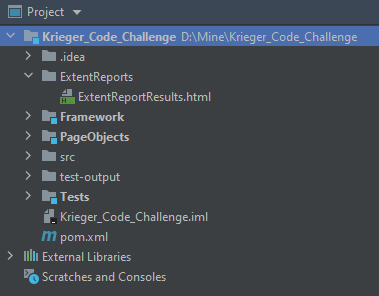 Project
Krieger_Code_Challenge D:\Mine\Krieger_Code_Challenge
.idea
ExtentReports
ExtentReportResults.html
Framework
PageObjects
src
test-output
Tests
Krieger_Code_Challenge.iml
m pom.xml
External Libraries
Scratches and Consoles